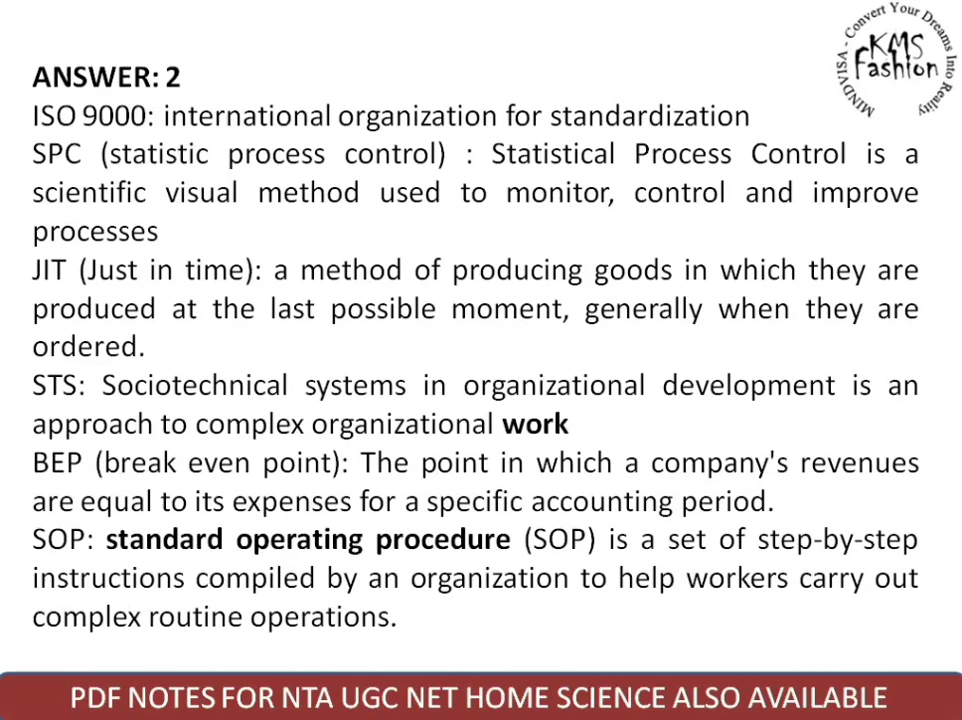 MINDVISA - Convert Your Dreams Into Reality
KMS
Fashion
ANSWER: 2
ISO 9000: international organization for standardization
SPC (statistic process control) : Statistical Process Control is a
scientific visual method used to monitor, control and improve
processes
JIT (Just in time): a method of producing goods in which they are
produced at the last possible moment, generally when they are
ordered.
STS: Sociotechnical systems in organizational development is an
approach to complex organizational work
BEP (break even point): The point in which a company's revenues
are equal to its expenses for a specific accounting period.
SOP: standard operating procedure (SOP) is a set of step-by-step
instructions compiled by an organization to help workers carry out
complex routine operations.
PDF NOTES FOR NTA UGC NET HOME SCIENCE ALSO AVAILABLE